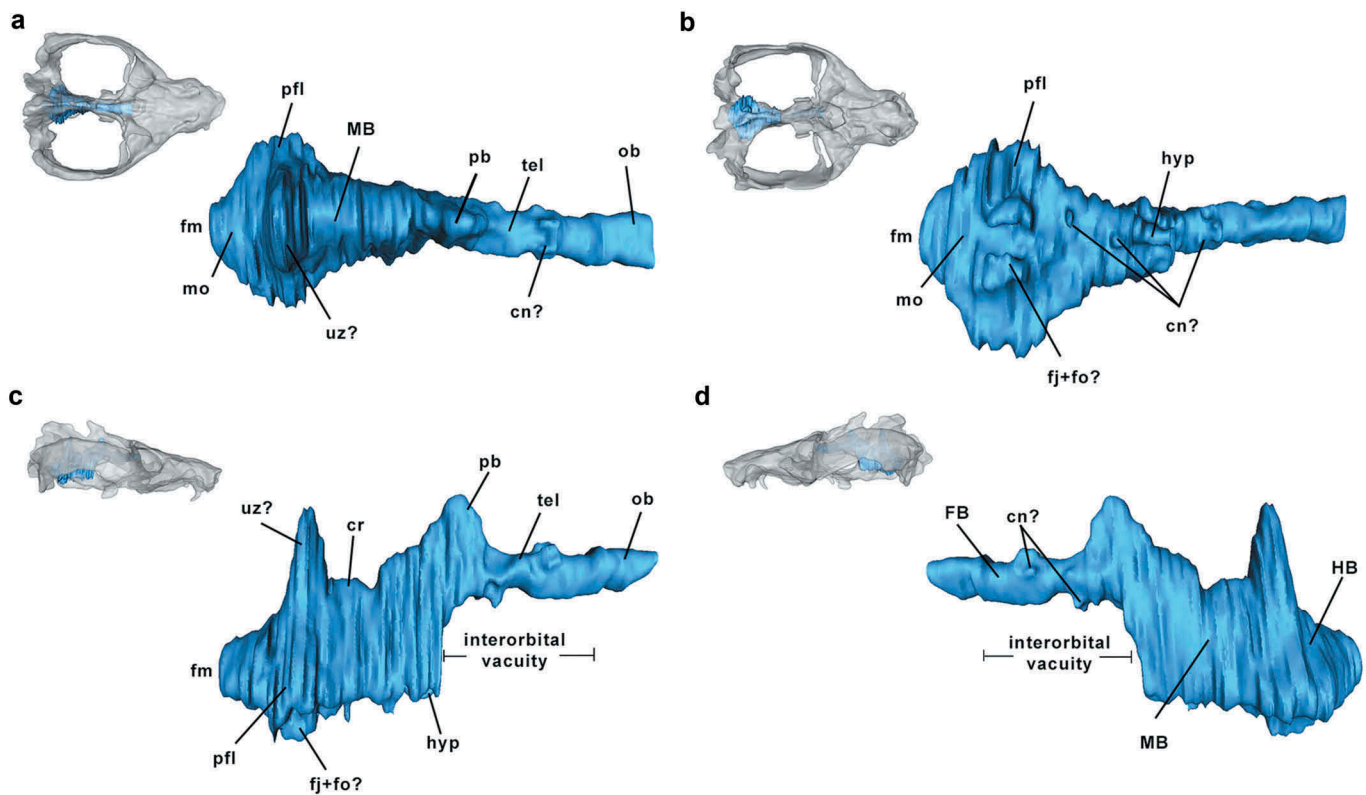 a
pfl
MB
pb
tel
ob
fm
mo
uz?
cn?
b
pfl
hyp
fm
mo
cn?
fj+fo?
c
pb
uz?
cr
tel
ob
interorbital
vacuity
fm
pfl
hyp
fj+fo?
d
FB
cn?
HB
interorbital
vacuity
MB